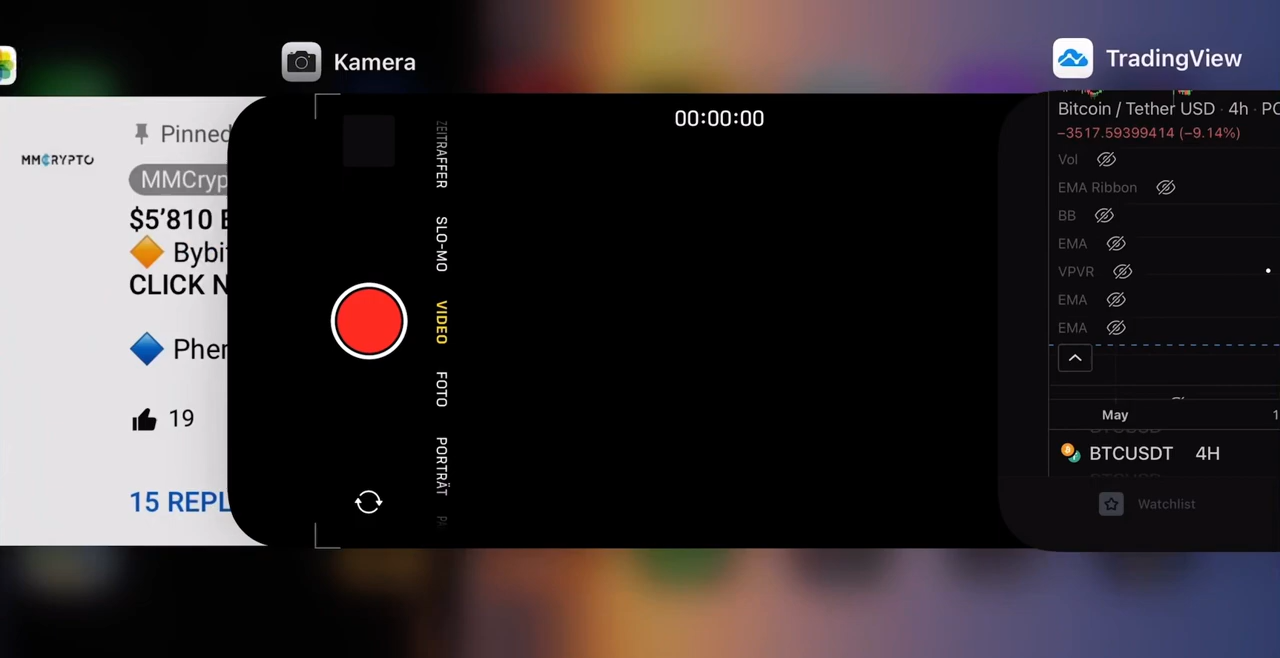 Kamera
TradingView
Pinned
MMCRYPTO
MMCryp
$5’810
Bybi
CLICK N
Pher
19
15 REPL
00:00:00
ZEITRAFFER
SLO-MO
VIDEO
FOTO
PORTRÄT
Bitcoin / Tether USD · 4h · PO
−3517.59399414 (−9.14%)
Vol
EMA Ribbon
BB
EMA
VPVR
EMA
EMA
May
BTCUSDT 4H
Watchlist